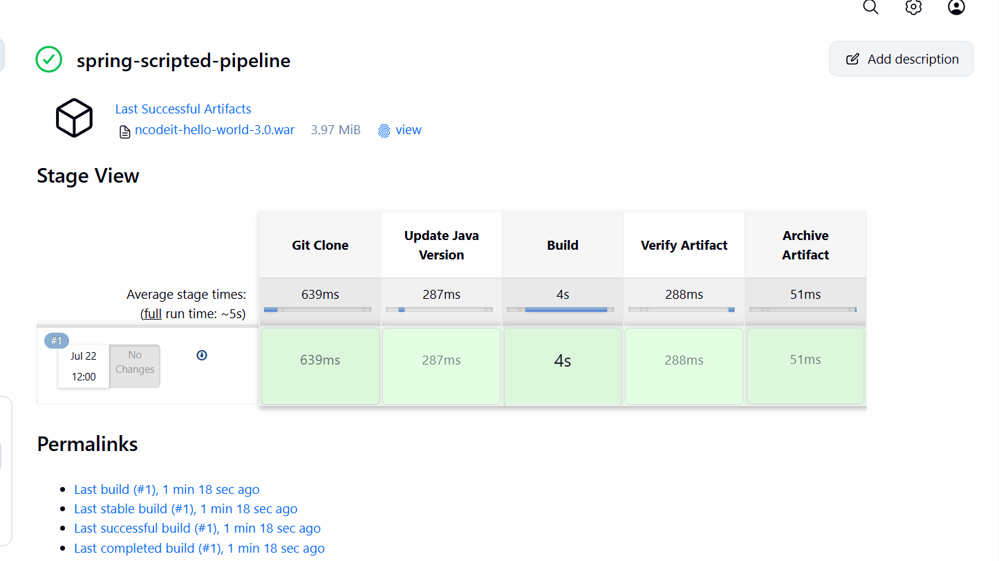 spring-scripted-pipeline
Add description
Last Successful Artifacts
ncodeit-hello-world-3.0.war 3.97 MiB view
Stage View
Git Clone
Update Java
Version
Build
Verify Artifact
Archive
Artifact
Average stage times:
(full run time: ~5s)
639ms
287ms
4s
288ms
51ms
#1
Jul 22
12:00
No
Changes
639ms
287ms
4s
288ms
51ms
Permalinks
Last build (#1), 1 min 18 sec ago
Last stable build (#1), 1 min 18 sec ago
Last successful build (#1), 1 min 18 sec ago
Last completed build (#1), 1 min 18 sec ago